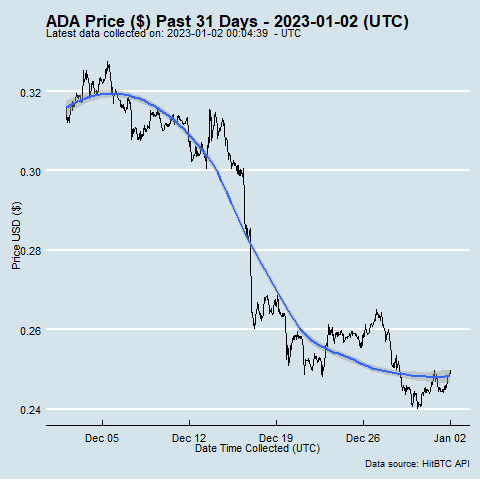 ADA Price ($) Past 31 Days - 2023-01-02 (UTC)
Latest data collected on: 2023-01-02 00:04:39 - UTC
Price USD ($)
0.32
0.30
0.28
0.26
0.24
Dec 05 Dec 12 Dec 19 Dec 26 Jan 02
Date Time Collected (UTC)
Data source: HitBTC API